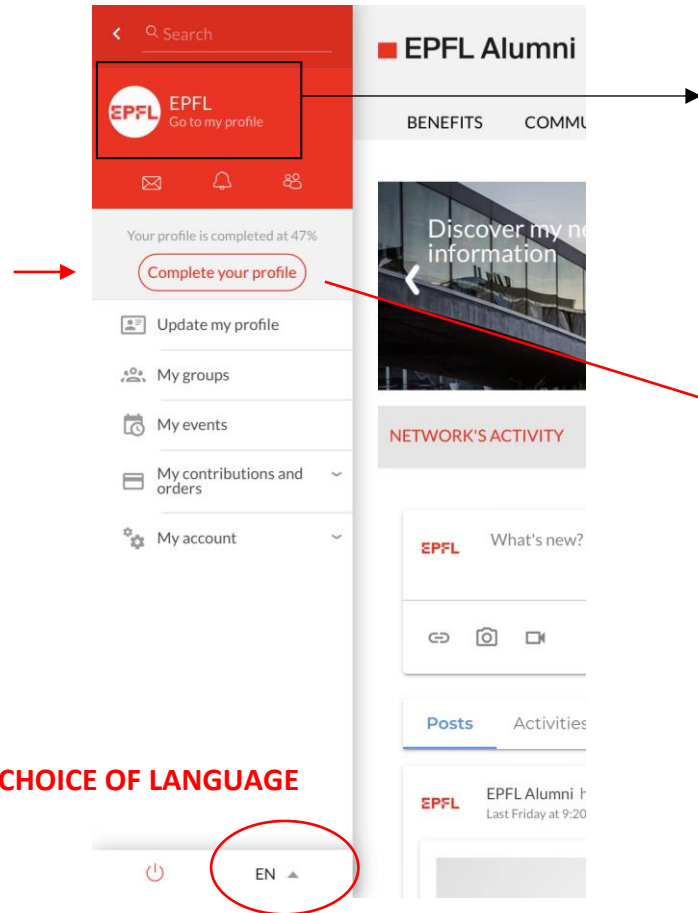 Search
EPFL Alumni
EPFL
EPFL
Go to my profile
BENEFITS COMMU
Your profile is completed at 47%
Complete your profile
Discover my ne
information
Update my profile
My groups
My events
My contributions and
orders
My account
NETWORK'S ACTIVITY
EPFL
What's new?
Posts Activities
CHOICE OF LANGUAGE
EPFL
EPFL Alumni h
Last Friday at 9:20
EN